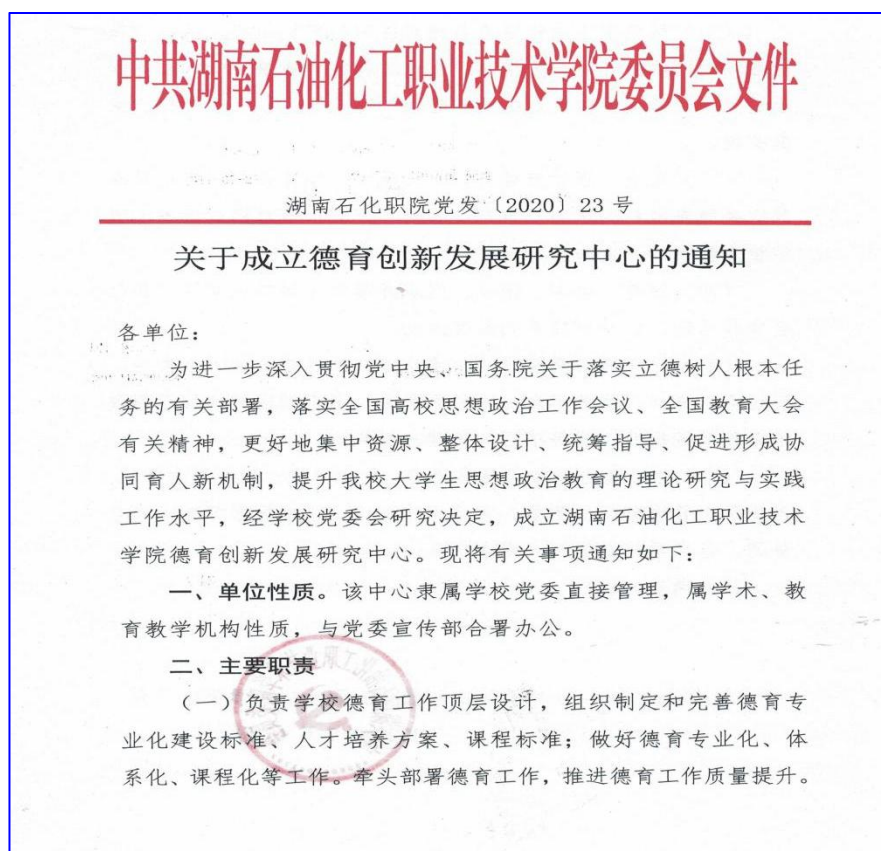 中共湖南石油化工职业技术学院委员会文件
湖南石化职院党发〔2020〕23 号
关于成立德育创新发展研究中心的通知
各单位：
为进一步深入贯彻党中央、国务院关于落实立德树人根本任
务的有关部署，落实全国高校思想政治工作会议、全国教育大会
有关精神，更好地集中资源、整体设计、统筹指导、促进形成协
同育人新机制，提升我校大学生思想政治教育的理论研究与实践
工作水平，经学校党委会研究决定，成立湖南石油化工职业技术
学院德育创新发展研究中心。现将有关事项通知如下：
一、单位性质。该中心隶属学校党委直接管理，属学术、教
育教学机构性质，与党委宣传部合署办公。
二、主要职责
（一）负责学校德育工作顶层设计，组织制定和完善德育专
业化建设标准、人才培养方案、课程标准；做好德育专业化、体
系化、课程化等工作。牵头部署德育工作，推进德育工作质量提升。